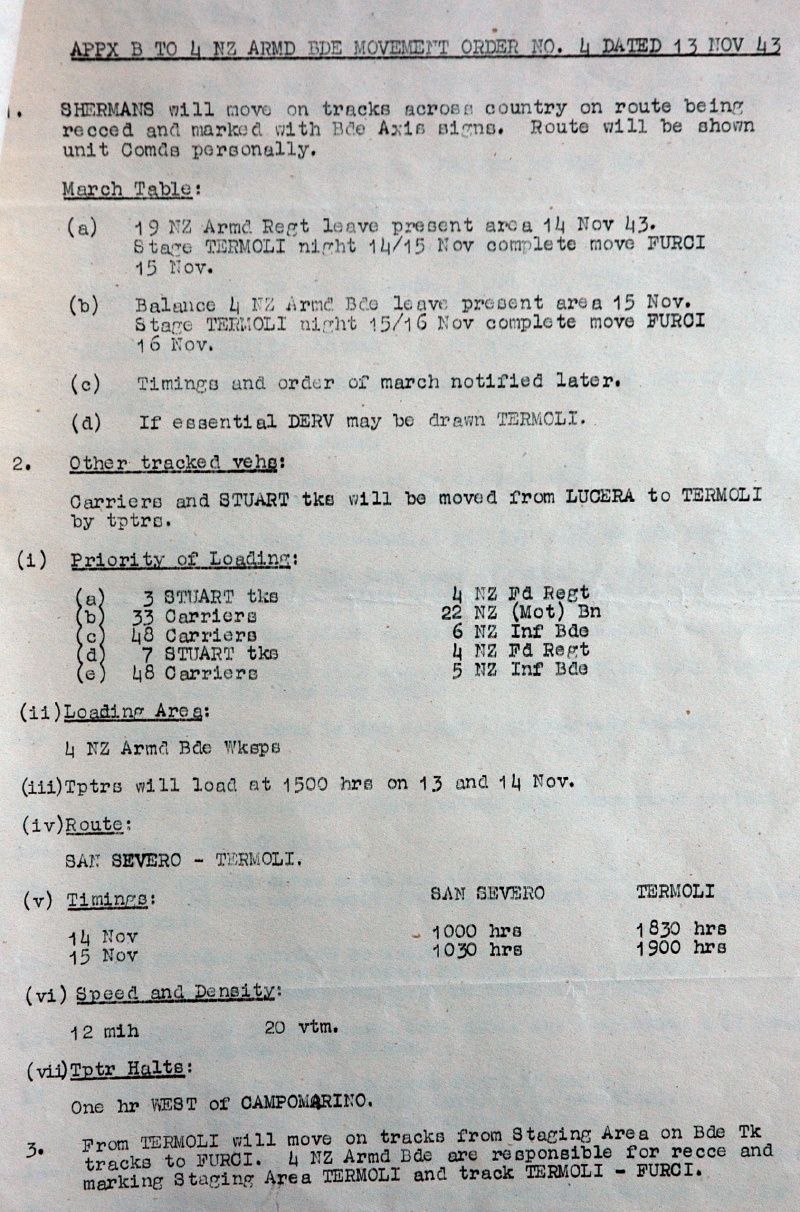 APPX B TO 4 NZ ARMD BDE MOVEMENT ORDER NO. 4 DATED 13 NOV 43
1. SHERMANS will move on tracks across country on route being
recced and marked with Bde Axis signs. Route will be shown
unit Comds personally.
March Table:
(a) 19 NZ Armd Regt leave present area 14 Nov 43.
Stage TERMOLI night 14/15 Nov complete move FURCI
15 Nov.
(b) Balance 4 NZ Armd Bde leave present area 15 Nov.
Stage TERMOLI night 15/16 Nov complete move FURCI
16 Nov.
(c) Timings and order of march notified later.
(d) If essential DERV may be drawn TERMOLI.
2. Other tracked vehs:
Carriers and STUART tks will be moved from LUCERA to TERMOLI
by tptrs.
(i) Priority of Loading:
(a) 3 STUART tks 4 NZ Fd Regt
(b) 33 Carriers 22 NZ (Mot) Bn
(c) 48 Carriers 6 NZ Inf Bde
(d) 7 STUART tks 4 NZ Fd Regt
(e) 48 Carriers 5 NZ Inf Bde
(ii) Loading Area:
4 NZ Armd Bde Wksps
(iii) Tptrs will load at 1500 hrs on 13 and 14 Nov.
(iv) Route:
SAN SEVERO - TERMOLI.
(v) Timings: SAN SEVERO TERMOLI
14 Nov 1000 hrs 1830 hrs
15 Nov 1030 hrs 1900 hrs
(vi) Speed and Density:
12 mih 20 vtm.
(vii) Tptr Halts:
One hr WEST of CAMPOMARINO.
3. From TERMOLI will move on tracks from Staging Area on Bde Tk
tracks to FURCI. 4 NZ Armd Bde are responsible for recce and
marking Staging Area TERMOLI and track TERMOLI - FURCI.